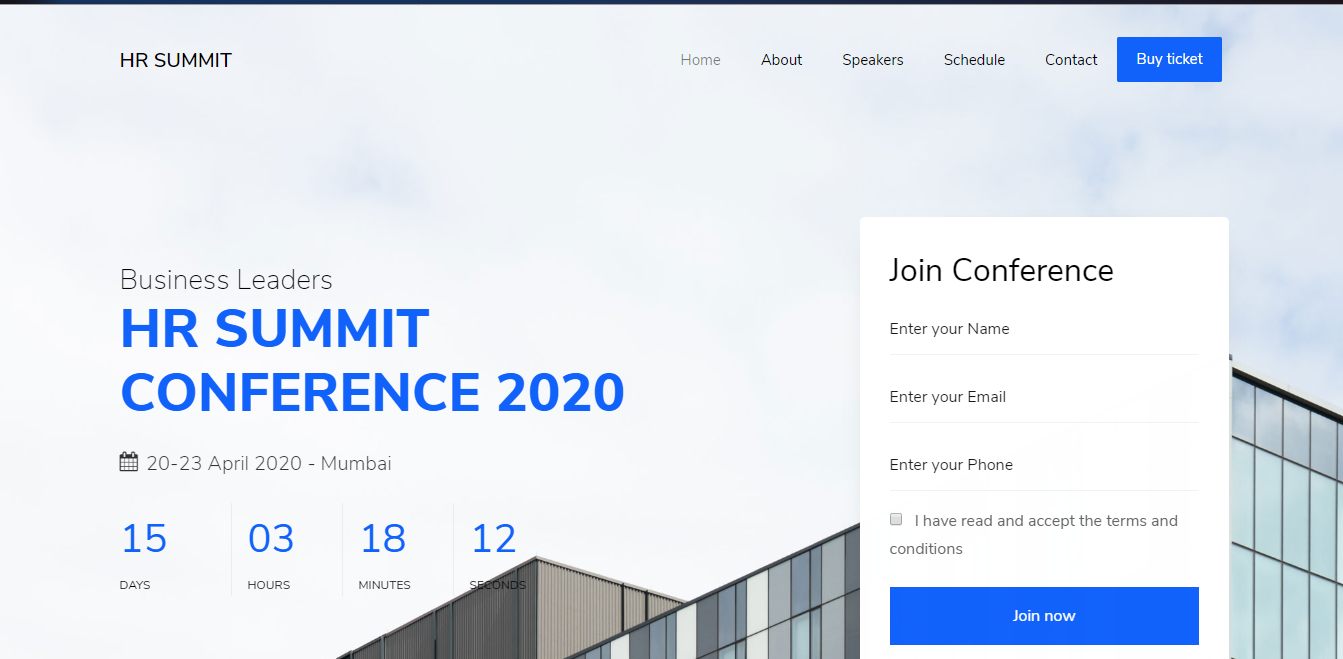 HR SUMMIT
Home About Speakers Schedule Contact Buy ticket
Business Leaders
HR SUMMIT
CONFERENCE 2020
20-23 April 2020 - Mumbai
15 03 18 12
DAYS HOURS MINUTES SECONDS
Join Conference
Enter your Name
Enter your Email
Enter your Phone
I have read and accept the terms and
conditions
Join now